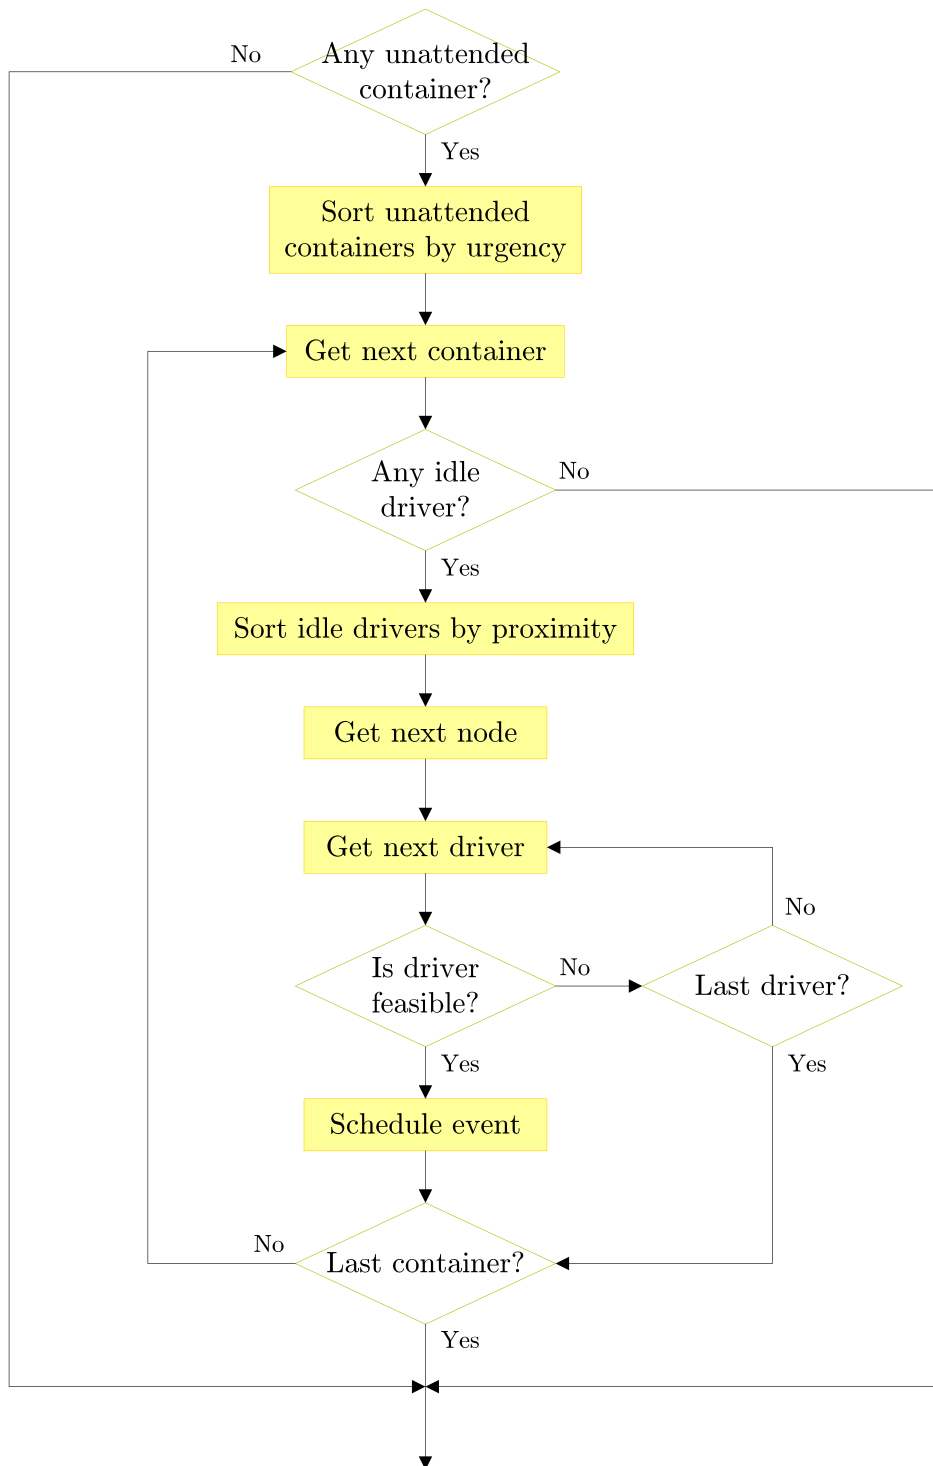 No
Any unattended
container?
Yes
Sort unattended
containers by urgency
Get next container
Any idle
driver?
No
Yes
Sort idle drivers by proximity
Get next node
Get next driver
No
Is driver
feasible?
No
Last driver?
Yes
Yes
Schedule event
No
Last container?
Yes